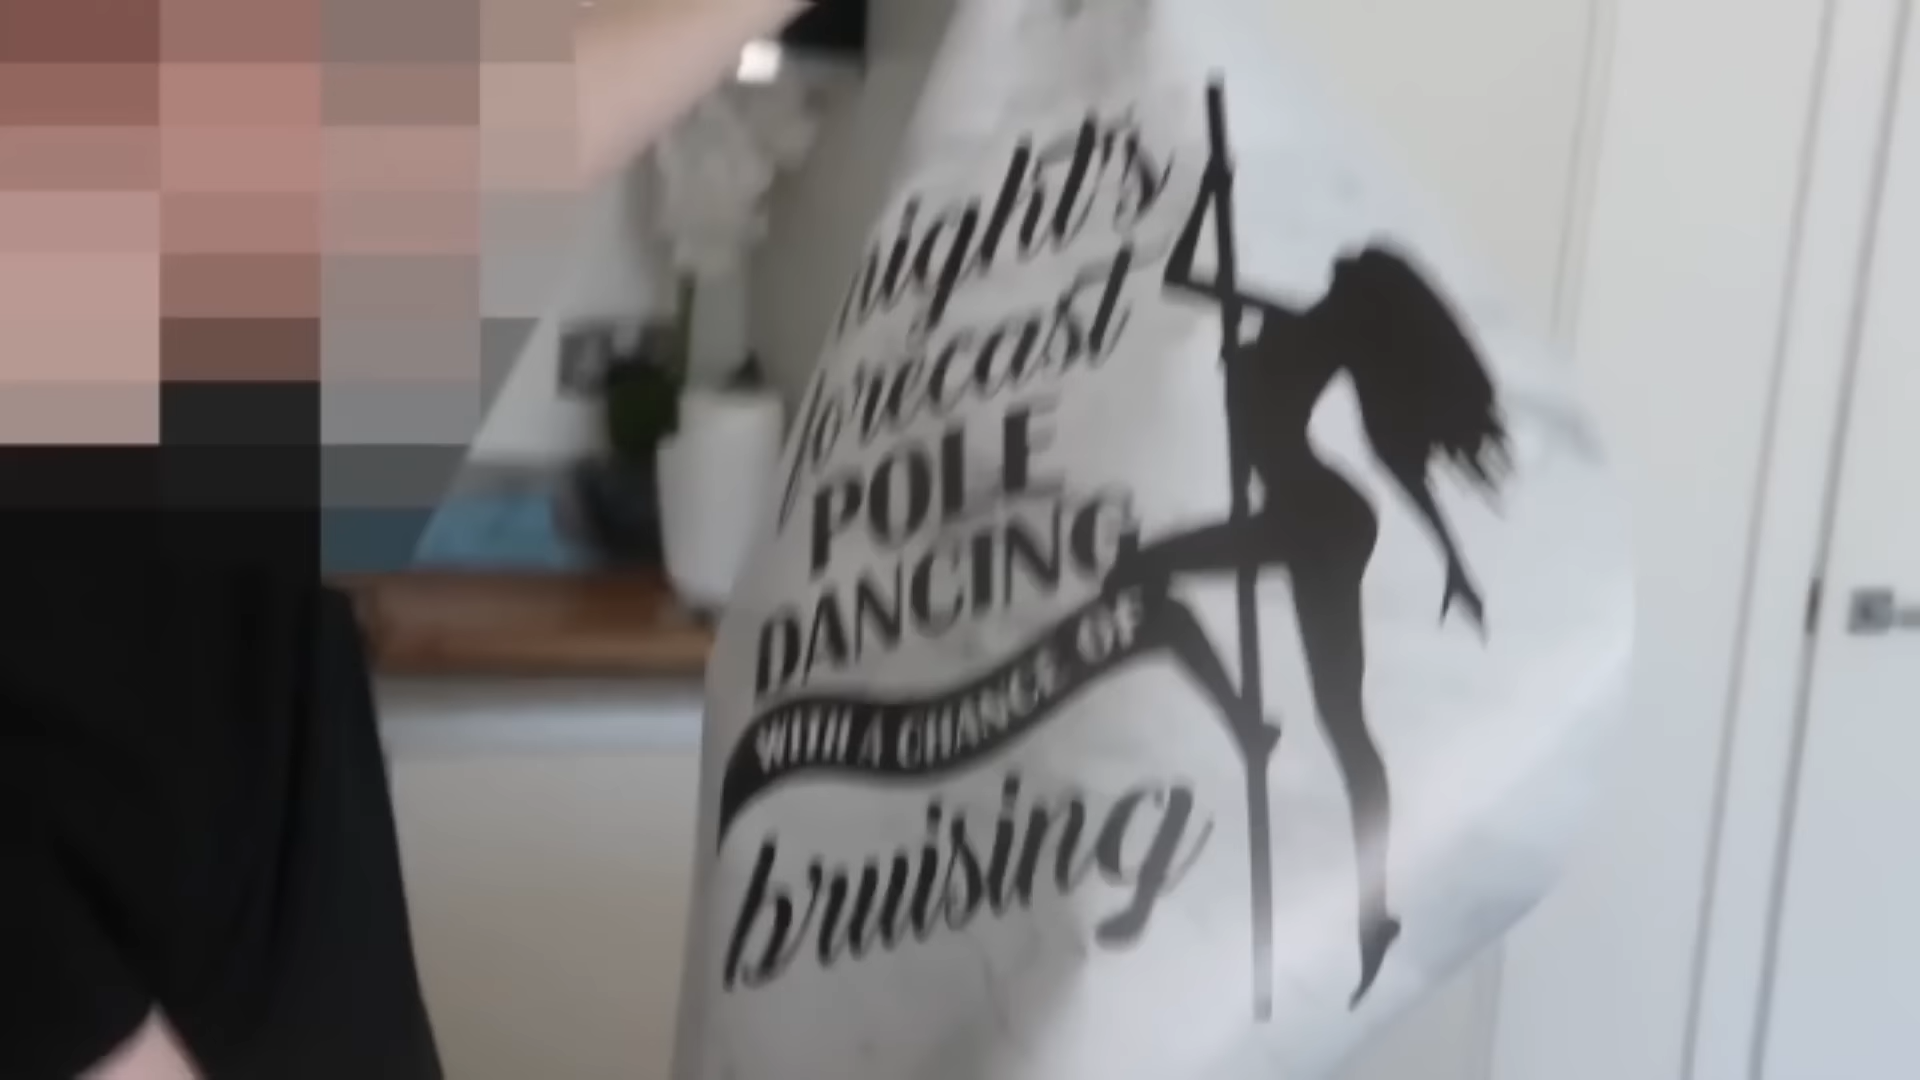 night's
forecast
POLE
DANCING
WITH A CHANCE OF
bruising